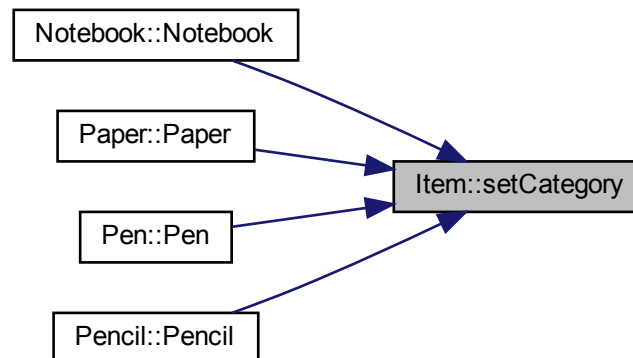 Notebook::Notebook
Paper::Paper
Item::setCategory
Pen::Pen
Pencil::Pencil